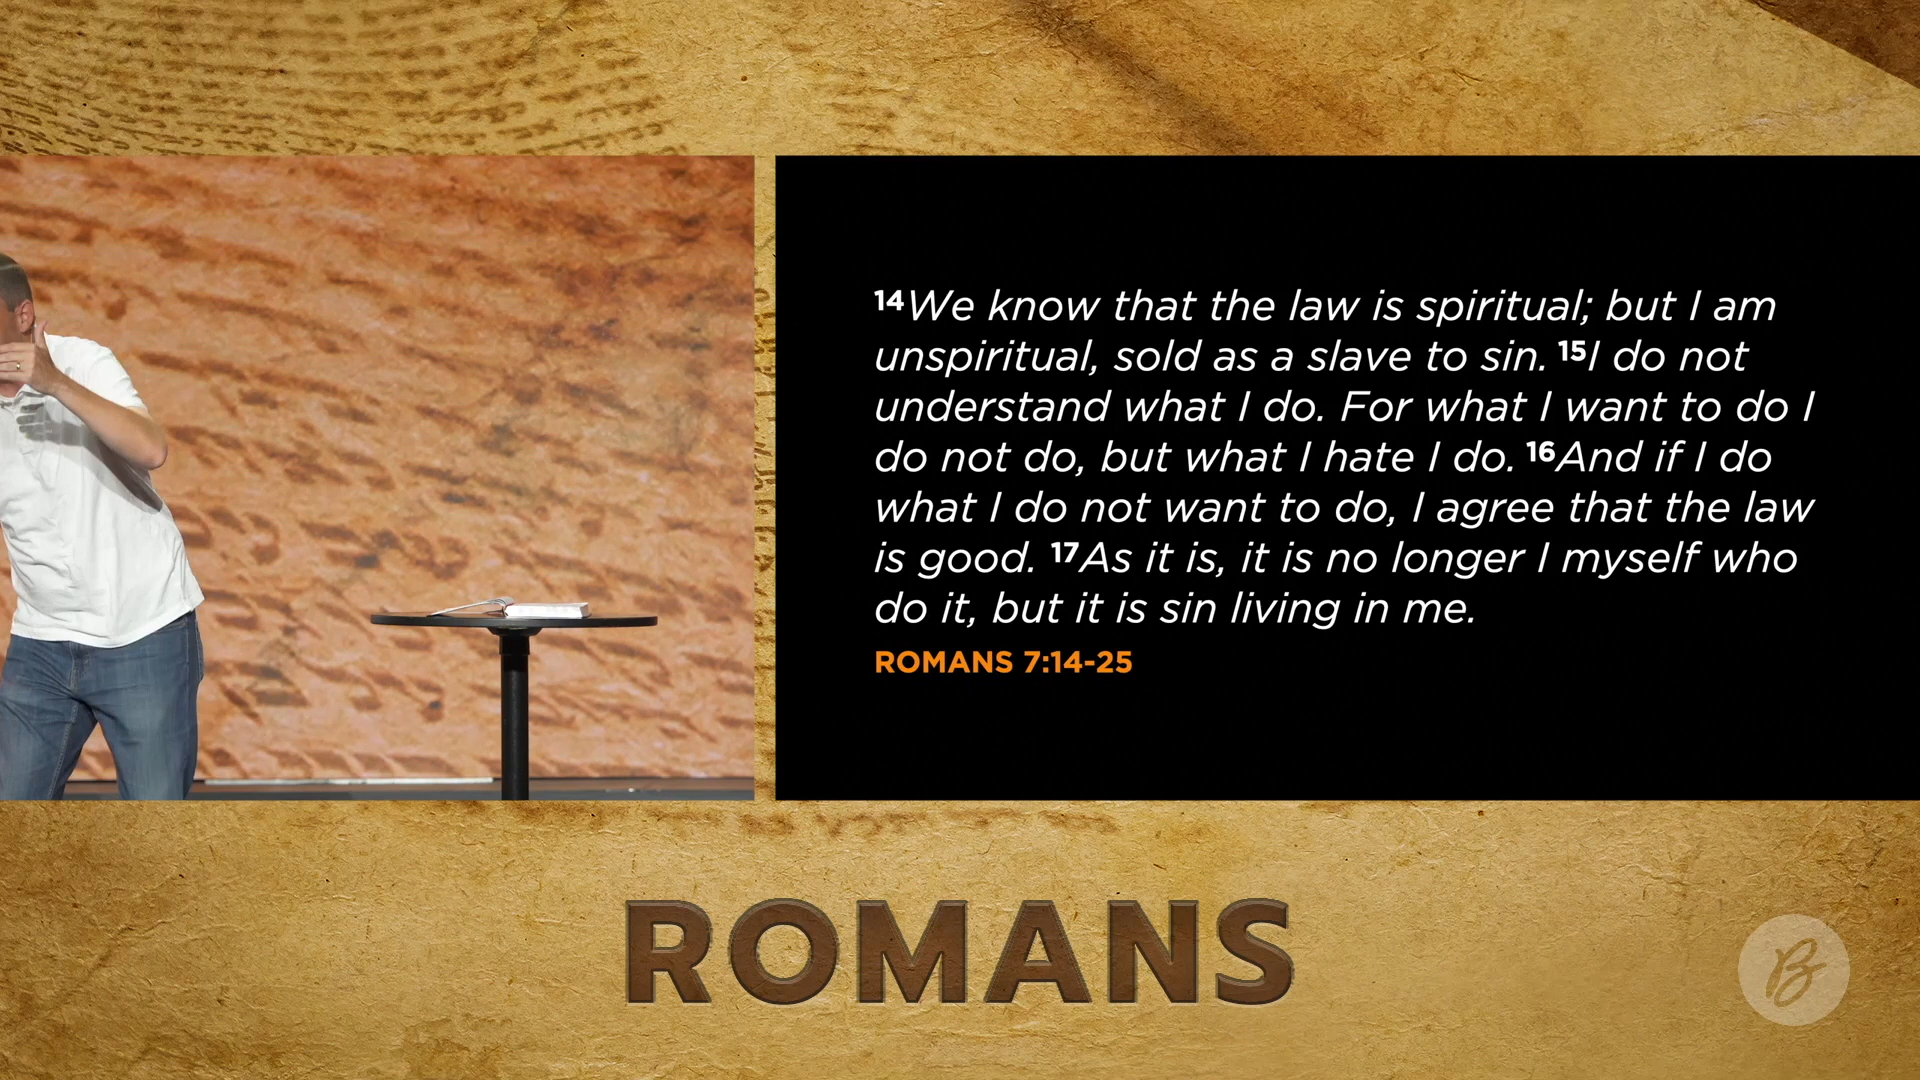 14We know that the law is spiritual; but I am
unspiritual, sold as a slave to sin. 15I do not
understand what I do. For what I want to do I
do not do, but what I hate I do. 16And if I do
what I do not want to do, I agree that the law
is good. 17As it is, it is no longer I myself who
do it, but it is sin living in me.
ROMANS 7:14-25
ROMANS
B